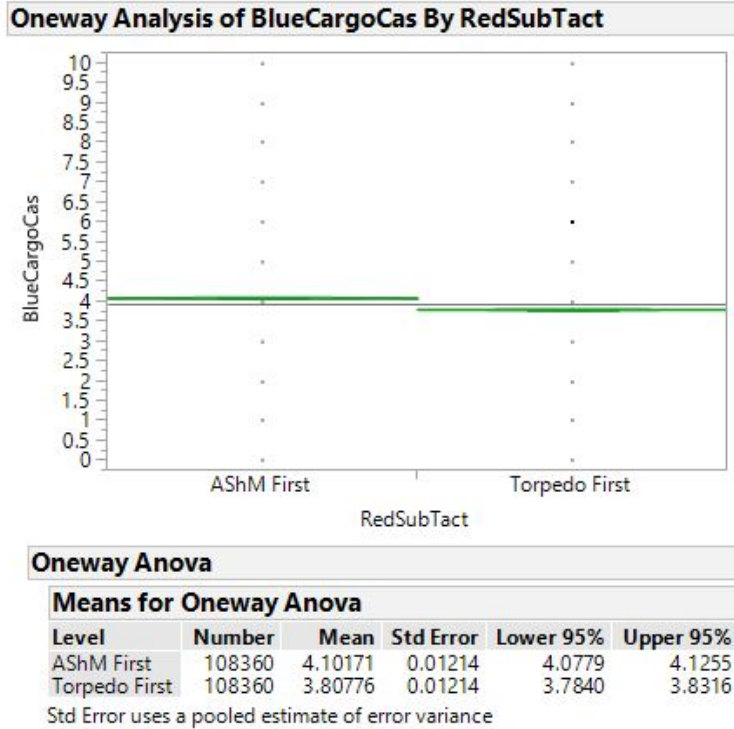 Oneway Analysis of BlueCargoCas By RedSubTact
BlueCargoCas
10
9.5
9
8.5
8
7.5
7
6.5
6
5.5
5
4.5
4
3.5
3
2.5
2
1.5
1
0.5
0
AShM First Torpedo First
RedSubTact
Oneway Anova
Means for Oneway Anova
Level Number Mean Std Error Lower 95% Upper 95%
AShM First 108360 4.10171 0.01214 4.0779 4.1255
Torpedo First 108360 3.80776 0.01214 3.7840 3.8316
Std Error uses a pooled estimate of error variance